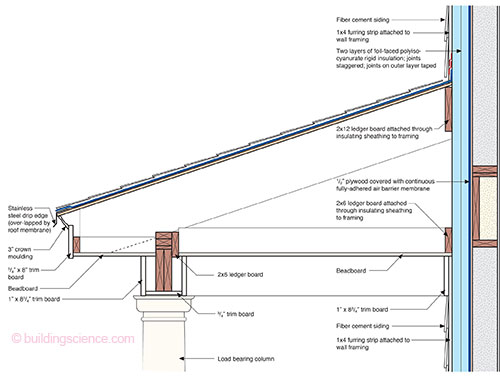 Fiber cement siding
1x4 furring strip attached to
wall framing
Two layers of foil-faced polyiso-
cyanurate rigid insulation; joints
staggered; joints on outer layer taped
2x12 ledger board attached through
insulating sheathing to framing
1/2" plywood covered with continuous
fully-adhered air barrier membrane
2x6 ledger board attached
through insulating sheathing
to framing
Stainless
steel drip edge
(over-lapped by
roof membrane)
3" crown
moulding
5/4" x 8" trim
board
Beadboard
1" x 8 3/4" trim board
2x6 ledger board
3/4" trim board
Load bearing column
Beadboard
1" x 8 3/4" trim board
Fiber cement siding
1x4 furring strip attached to
wall framing
© buildingscience.com